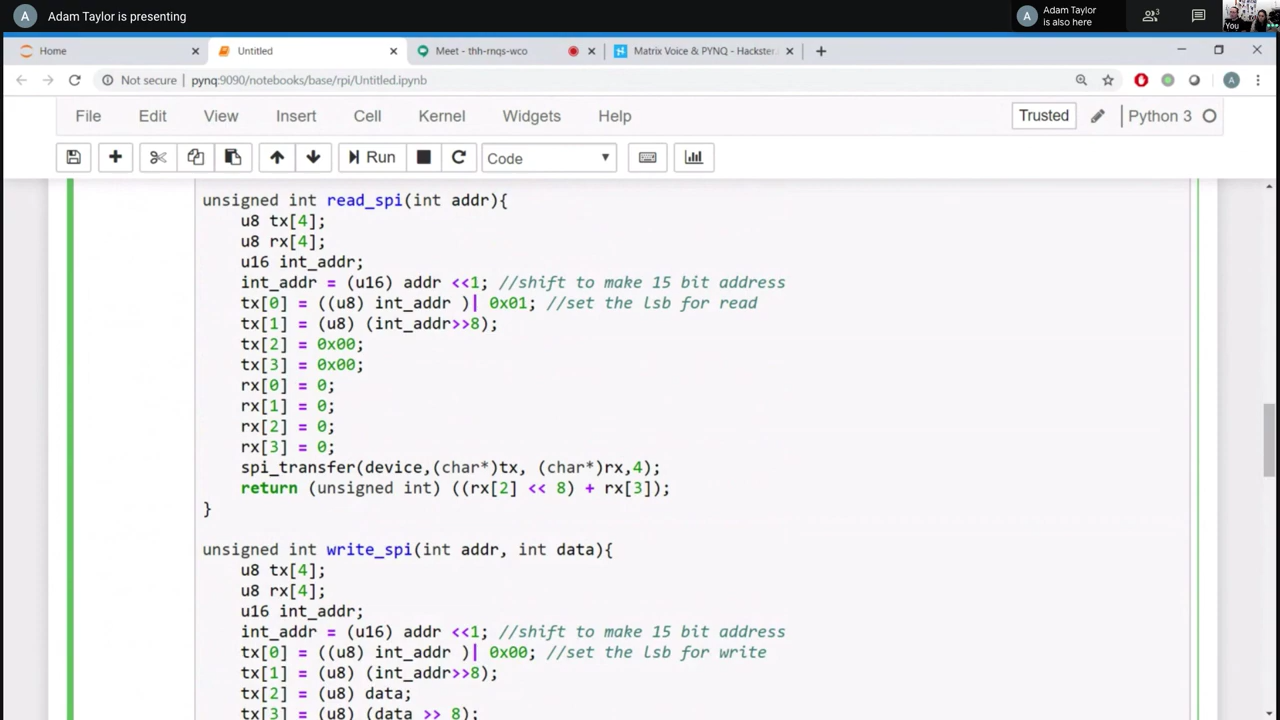 A Adam Taylor is presenting
A Adam Taylor is also here
3
You
Home
Untitled
Meet - thh-rnqs-wco
Matrix Voice & PYNQ - Hackster.
Not secure | pynq:9090/notebooks/base/rpi/Untitled.ipynb
A
File Edit View Insert Cell Kernel Widgets Help
Trusted
Python 3
Run
Code
unsigned int read_spi(int addr){
u8 tx[4];
u8 rx[4];
u16 int_addr;
int_addr = (u16) addr <<1; //shift to make 15 bit address
tx[0] = ((u8) int_addr )| 0x01; //set the lsb for read
tx[1] = (u8) (int_addr>>8);
tx[2] = 0x00;
tx[3] = 0x00;
rx[0] = 0;
rx[1] = 0;
rx[2] = 0;
rx[3] = 0;
spi_transfer(device,(char*)tx, (char*)rx,4);
return (unsigned int) ((rx[2] << 8) + rx[3]);
}
unsigned int write_spi(int addr, int data){
u8 tx[4];
u8 rx[4];
u16 int_addr;
int_addr = (u16) addr <<1; //shift to make 15 bit address
tx[0] = ((u8) int_addr )| 0x00; //set the lsb for write
tx[1] = (u8) (int_addr>>8);
tx[2] = (u8) data;
tx[3] = (u8) (data >> 8);